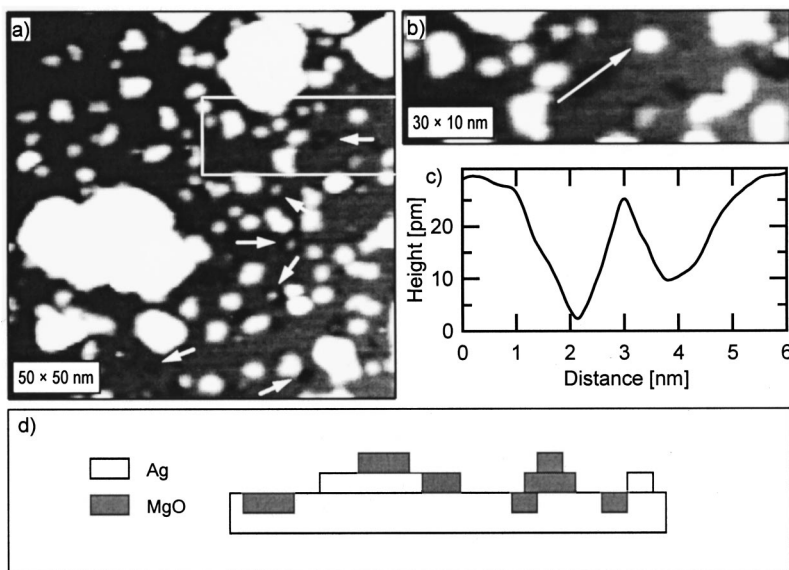 a)
50 × 50 nm
b)
30 × 10 nm
c)
Height [pm]
20
10
0
0 1 2 3 4 5 6
Distance [nm]
d)
Ag
MgO